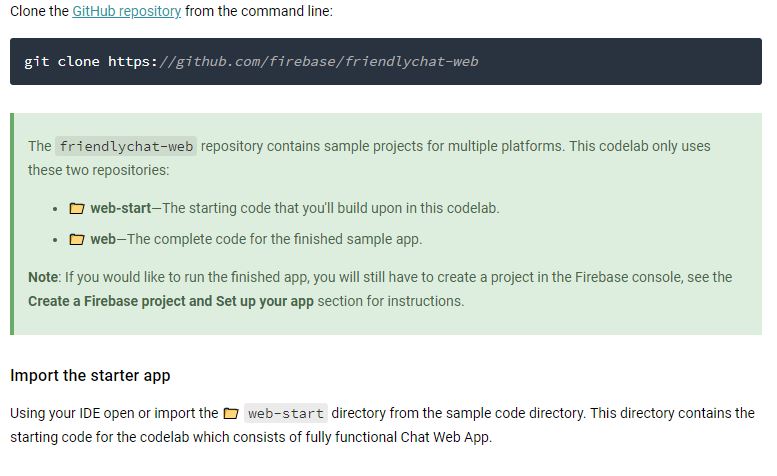 Clone the GitHub repository from the command line:
git clone https://github.com/firebase/friendlychat-web
The friendlychat-web repository contains sample projects for multiple platforms. This codelab only uses
these two repositories:
• web-start—The starting code that you'll build upon in this codelab.
• web—The complete code for the finished sample app.
Note: If you would like to run the finished app, you will still have to create a project in the Firebase console, see the
Create a Firebase project and Set up your app section for instructions.
Import the starter app
Using your IDE open or import the web-start directory from the sample code directory. This directory contains the
starting code for the codelab which consists of fully functional Chat Web App.